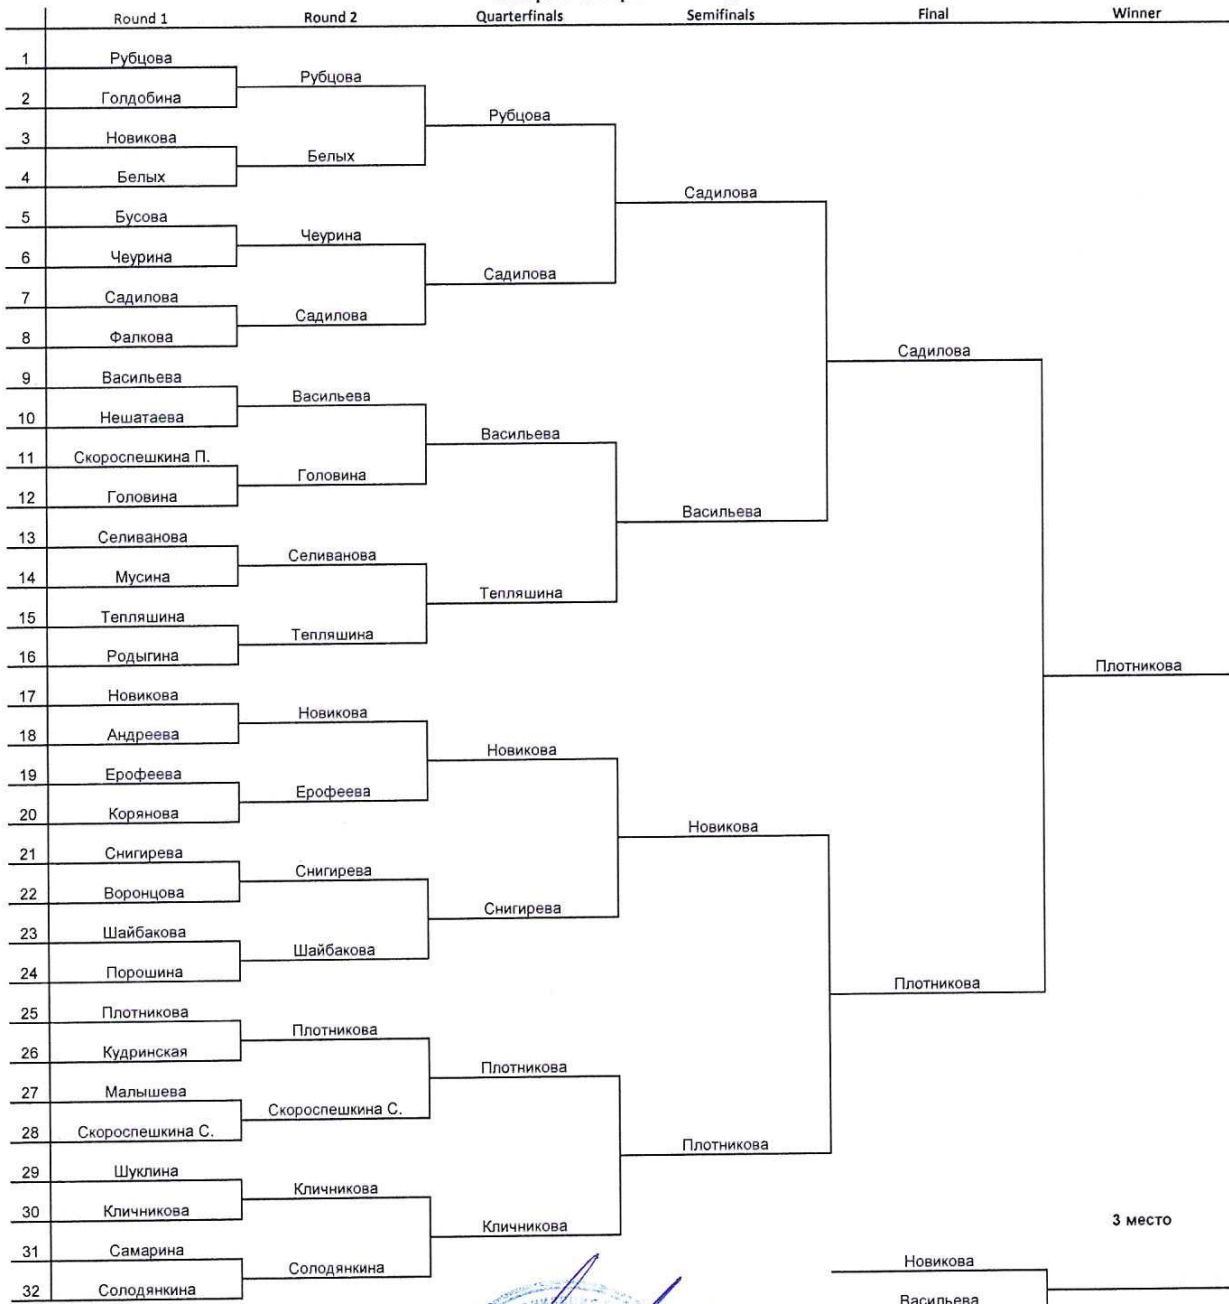 Round 1 Round 2 Quarterfinals Semifinals Final Winner
1 Рубцова
Рубцова
2 Голдобина
Рубцова
3 Новикова
Белых
4 Белых
Садилова
5 Бусова
Чеурина
6 Чеурина
Садилова
7 Садилова
Садилова
8 Фалкова
Садилова
9 Васильева
Васильева
10 Нешатаева
Васильева
11 Скороспешкина П.
Головина
12 Головина
Васильева
13 Селиванова
Селиванова
14 Мусина
Тепляшина
15 Тепляшина
Тепляшина
16 Родыгина
Плотникова
17 Новикова
Новикова
18 Андреева
Новикова
19 Ерофеева
Ерофеева
20 Корянова
Новикова
21 Снигирева
Снигирева
22 Воронцова
Снигирева
23 Шайбакова
Шайбакова
24 Порошина
Плотникова
25 Плотникова
Плотникова
26 Кудринская
Плотникова
27 Малышева
Скороспешкина С.
28 Скороспешкина С.
Плотникова
29 Шуклина
Кличникова
30 Кличникова
Кличникова
3 место
31 Самарина
Новикова
Солодянкина
32 Солодянкина
Васильева